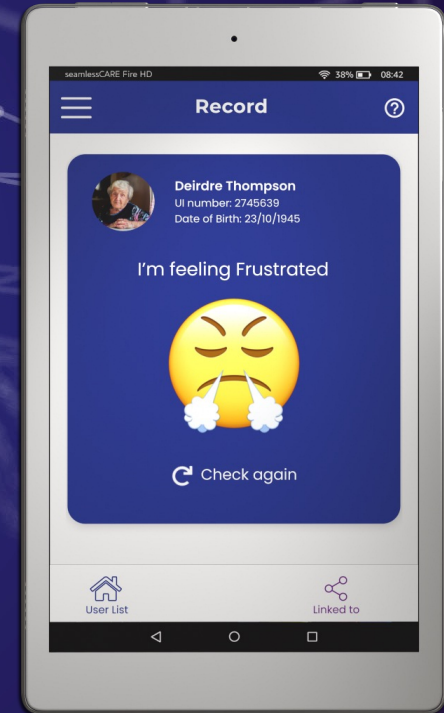 seamlessCARE Fire HD 38% 08:42
Record
Deirdre Thompson
UI number: 2745639
Date of Birth: 23/10/1945
I'm feeling Frustrated
Check again
User List Linked to